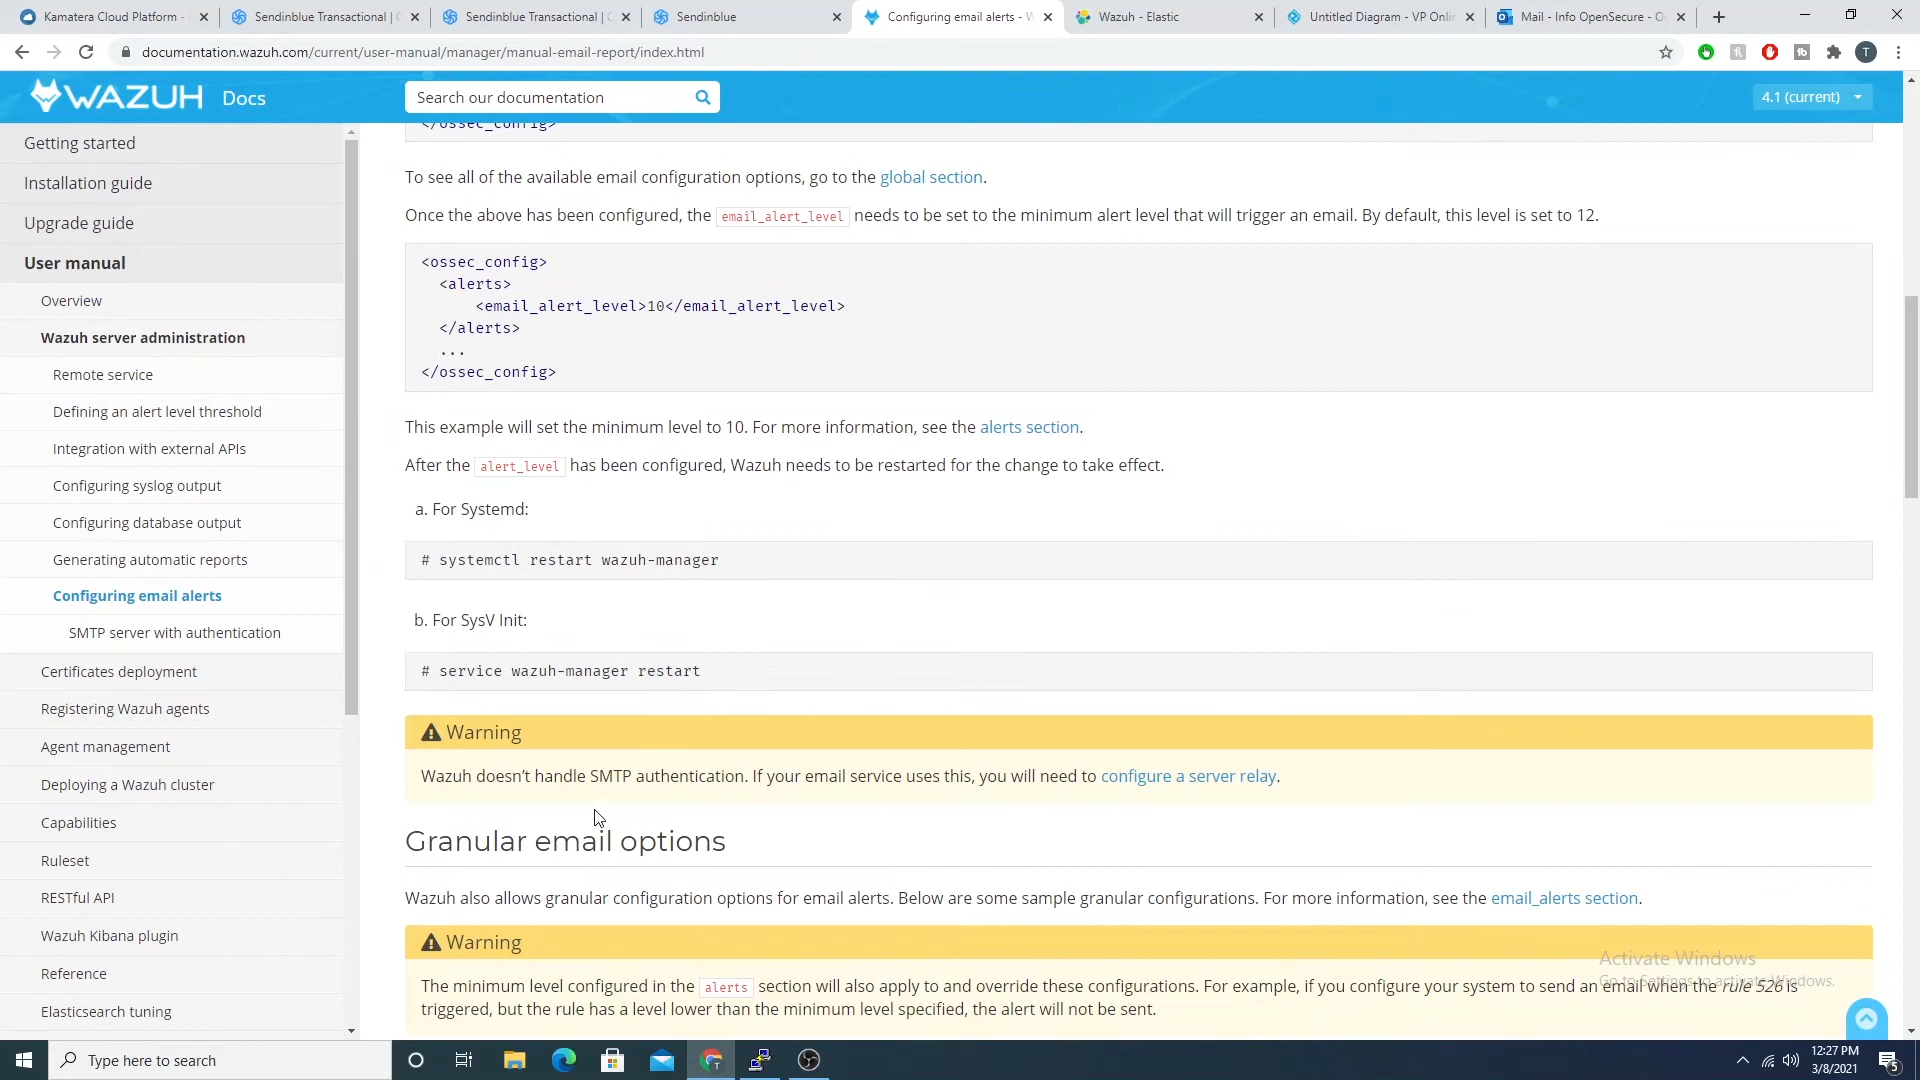 Kamatera Cloud Platform -
Sendinblue Transactional |
Sendinblue Transactional |
Sendinblue
Configuring email alerts - W
Wazuh - Elastic
Untitled Diagram - VP Onlin
Mail - Info OpenSecure - O
documentation.wazuh.com/current/user-manual/manager/manual-email-report/index.html
T
WAZUH Docs
Search our documentation
4.1 (current)
Getting started
Installation guide
Upgrade guide
User manual
Overview
Wazuh server administration
Remote service
Defining an alert level threshold
Integration with external APIs
Configuring syslog output
Configuring database output
Generating automatic reports
Configuring email alerts
SMTP server with authentication
Certificates deployment
Registering Wazuh agents
Agent management
Deploying a Wazuh cluster
Capabilities
Ruleset
RESTful API
Wazuh Kibana plugin
Reference
Elasticsearch tuning
</ossec_config>
To see all of the available email configuration options, go to the global section.
Once the above has been configured, the email_alert_level needs to be set to the minimum alert level that will trigger an email. By default, this level is set to 12.
<ossec_config>
<alerts>
<email_alert_level>10</email_alert_level>
</alerts>
...
</ossec_config>
This example will set the minimum level to 10. For more information, see the alerts section.
After the alert_level has been configured, Wazuh needs to be restarted for the change to take effect.
a. For Systemd:
# systemctl restart wazuh-manager
b. For SysV Init:
# service wazuh-manager restart
Warning
Wazuh doesn't handle SMTP authentication. If your email service uses this, you will need to configure a server relay.
Granular email options
Wazuh also allows granular configuration options for email alerts. Below are some sample granular configurations. For more information, see the email_alerts section.
Warning
The minimum level configured in the alerts section will also apply to and override these configurations. For example, if you configure your system to send an email when the rule 526 is
triggered, but the rule has a level lower than the minimum level specified, the alert will not be sent.
Activate Windows
Go to Settings to activate Windows.
Type here to search
12:27 PM
3/8/2021
5